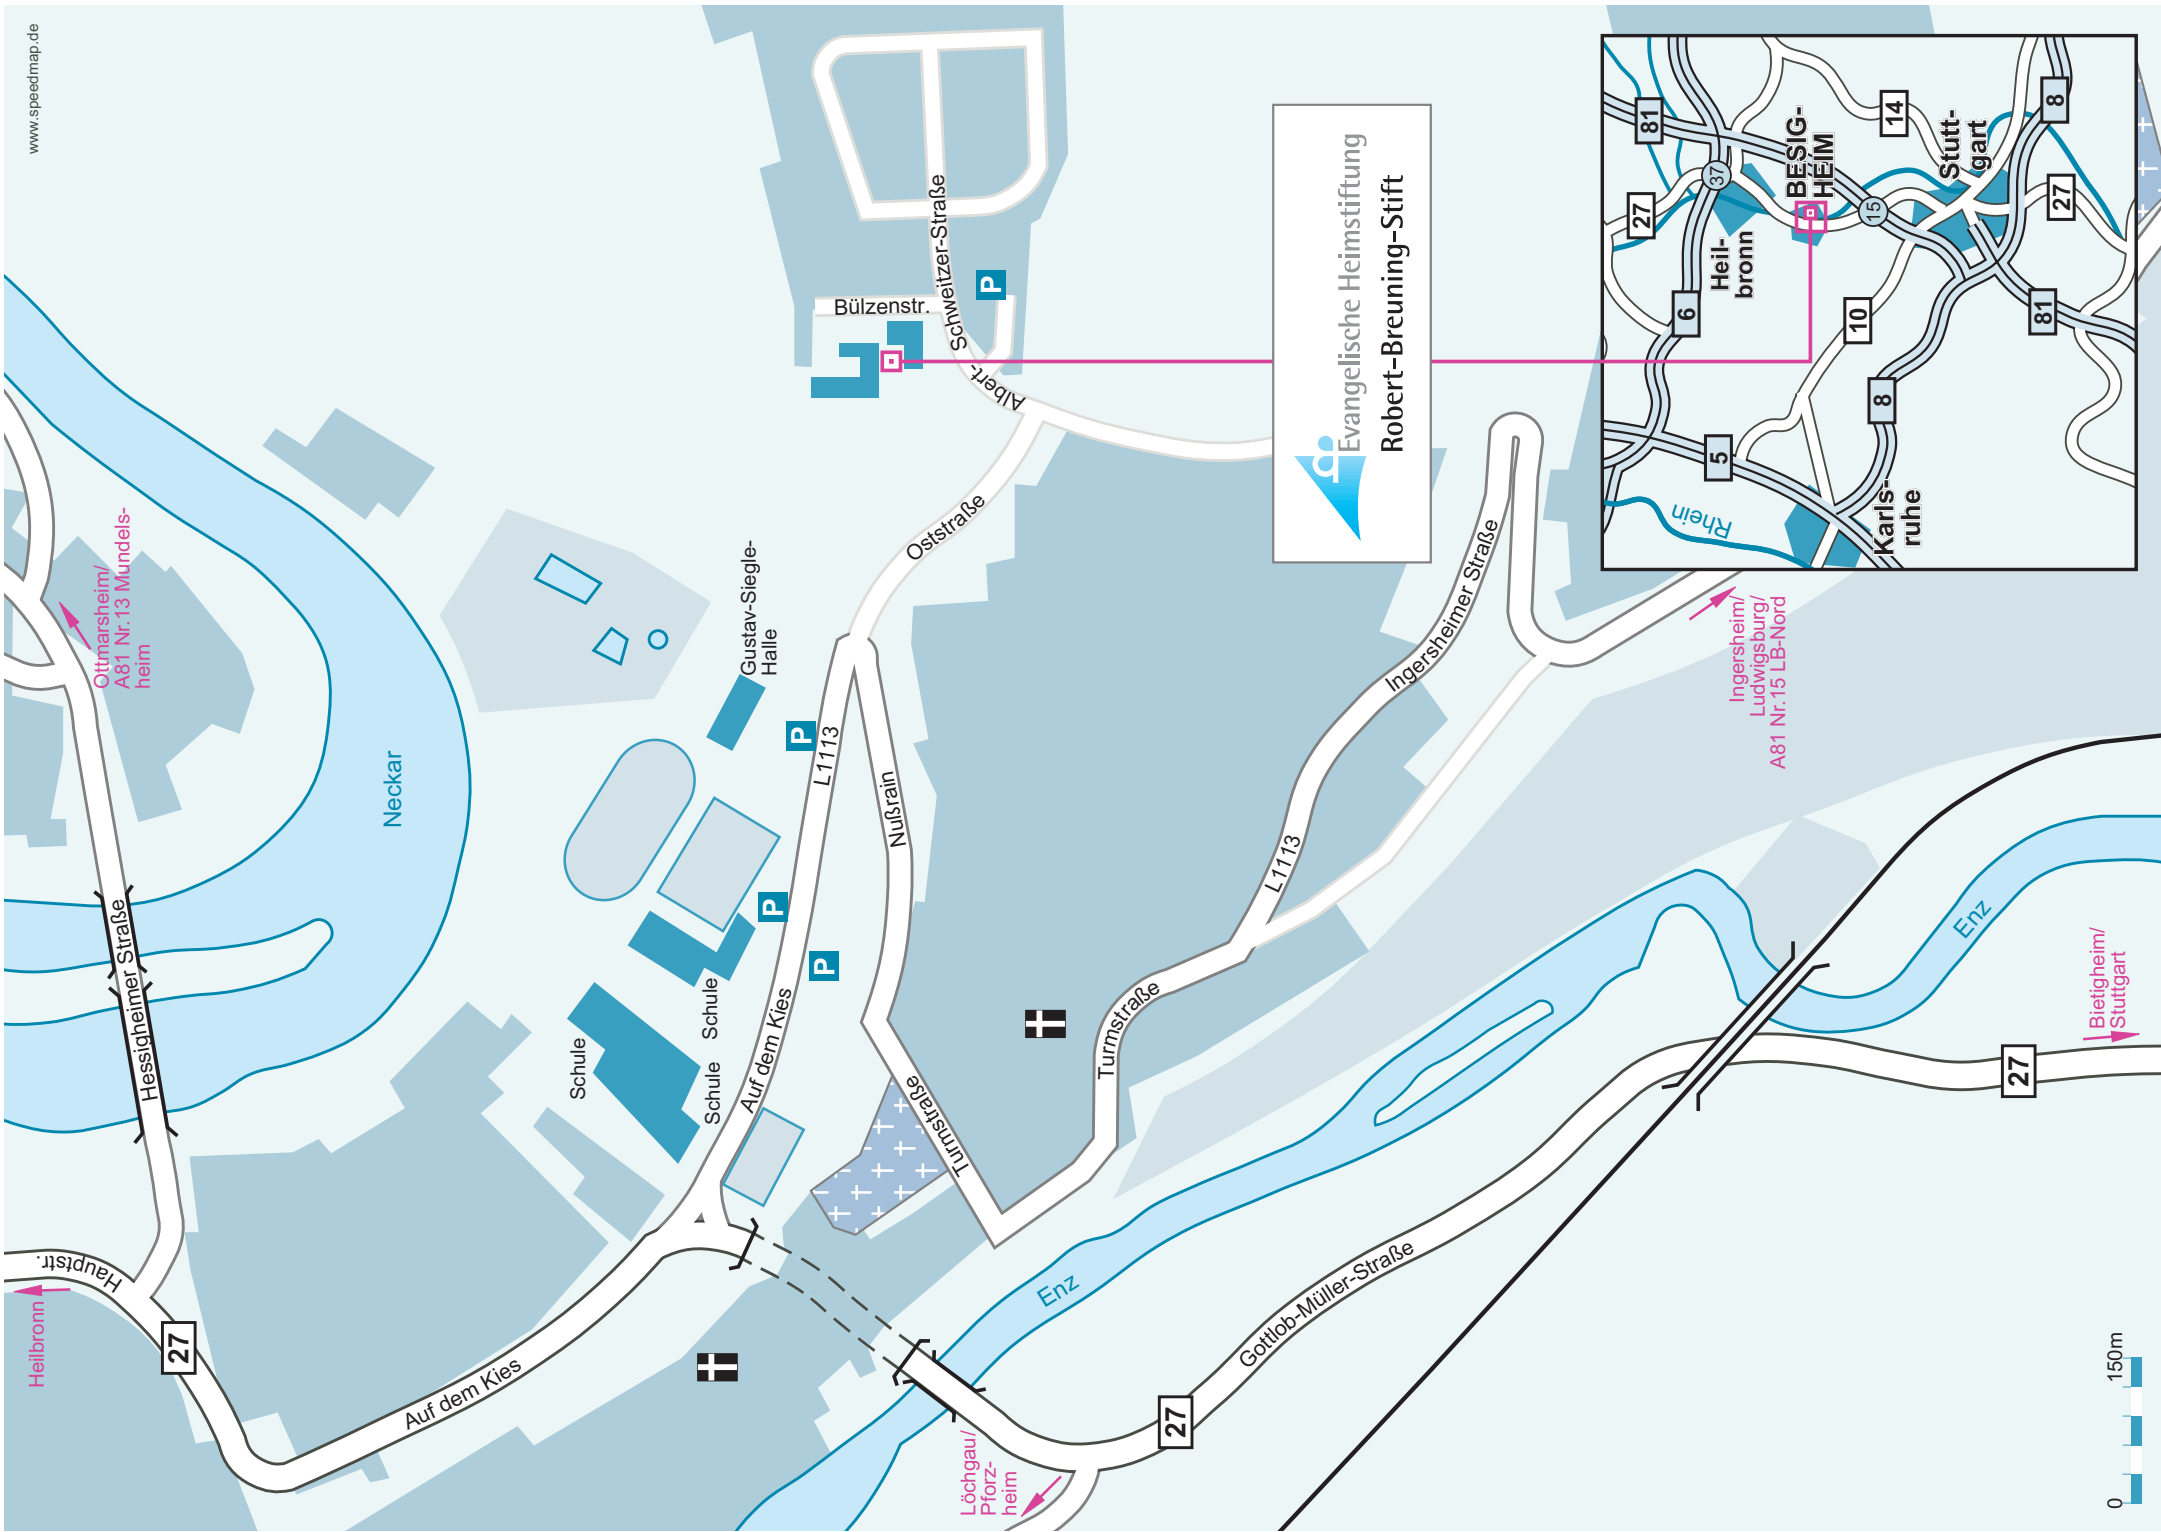 www.speedmap.de
Ottmarsheim/
A81 Nr.13 Mundels-
heim
Neckar
Hessigheimer Straße
Hauptstr.
Heilbronn
27
Auf dem Kies
Schule
Schule
Schule
Auf dem Kies
Gustav-Siegle-
Halle
P
P
P
L1113
Nußrain
Turmstraße
Oststraße
Bülzenstr.
Albert-
Schweitzer-Straße
P
Evangelische Heimstiftung
Robert-Breuning-Stift
Ingersheimer Straße
L1113
Turmstraße
Enz
Löchgau/
Pforz-
heim
27
Gottlob-Müller-Straße
Enz
27
Bietigheim/
Stuttgart
Ingersheim/
Ludwigsburg/
A81 Nr.15 LB-Nord
81
27
37
6
Heil-
bronn
BESIG-
HEIM
14
Stutt-
gart
8
15
10
27
81
8
5
Rhein
Karls-
ruhe
0
150m